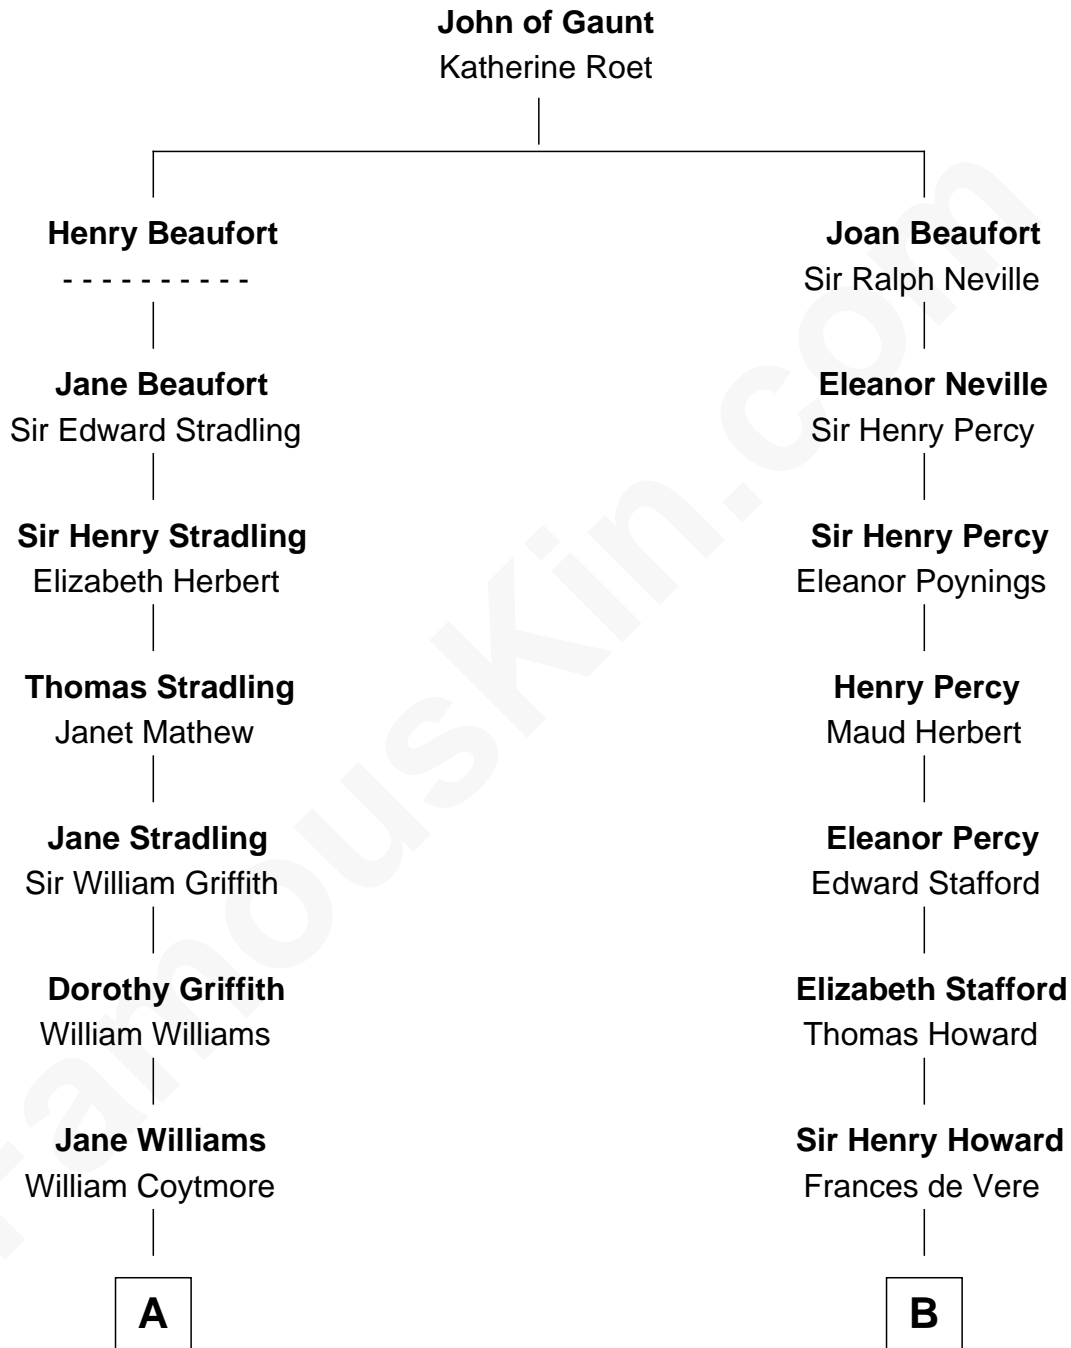 John of Gaunt
Katherine Roet
Henry Beaufort
- - - - - - - - - -
Joan Beaufort
Sir Ralph Neville
Jane Beaufort
Sir Edward Stradling
Eleanor Neville
Sir Henry Percy
Sir Henry Stradling
Elizabeth Herbert
Sir Henry Percy
Eleanor Poynings
Thomas Stradling
Janet Mathew
Henry Percy
Maud Herbert
Jane Stradling
Sir William Griffith
Eleanor Percy
Edward Stafford
Dorothy Griffith
William Williams
Elizabeth Stafford
Thomas Howard
Jane Williams
William Coytmore
Sir Henry Howard
Frances de Vere
A
B
FamousKin.com